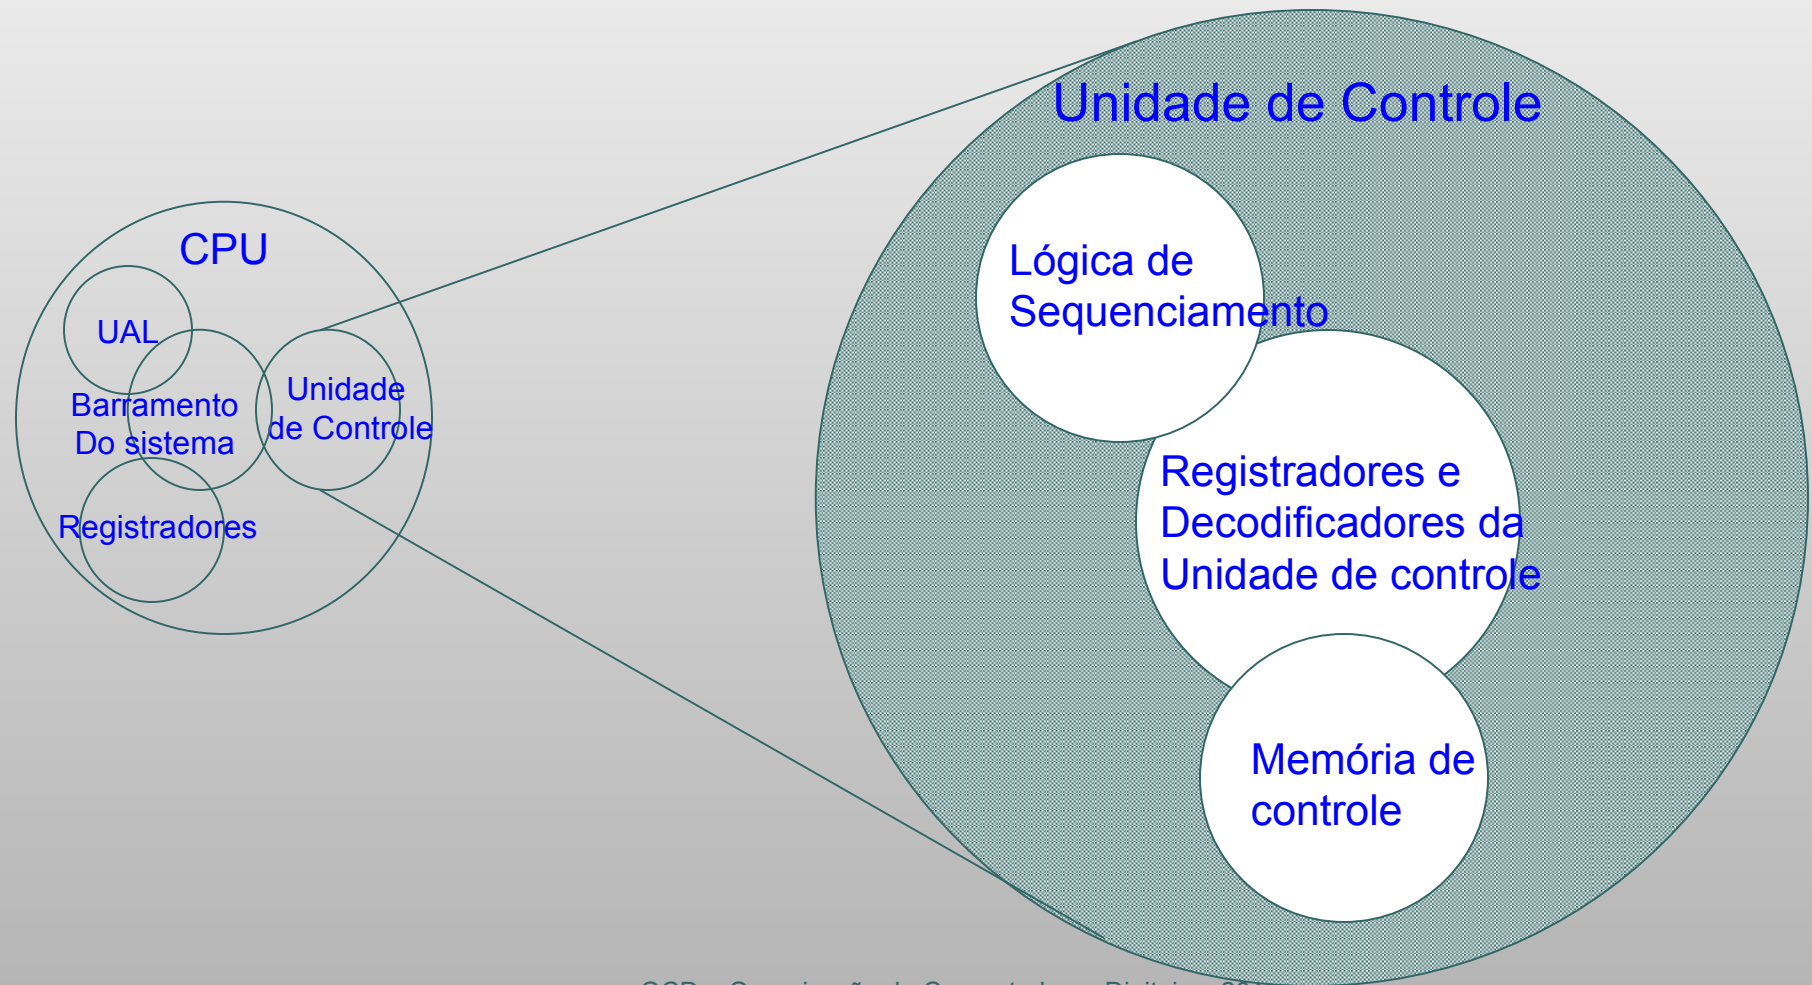 Unidade de Controle
CPU
UAL
Barramento
Do sistema
Unidade
de Controle
Registradores
Lógica de
Sequenciamento
Registradores e
Decodificadores da
Unidade de controle
Memória de
controle